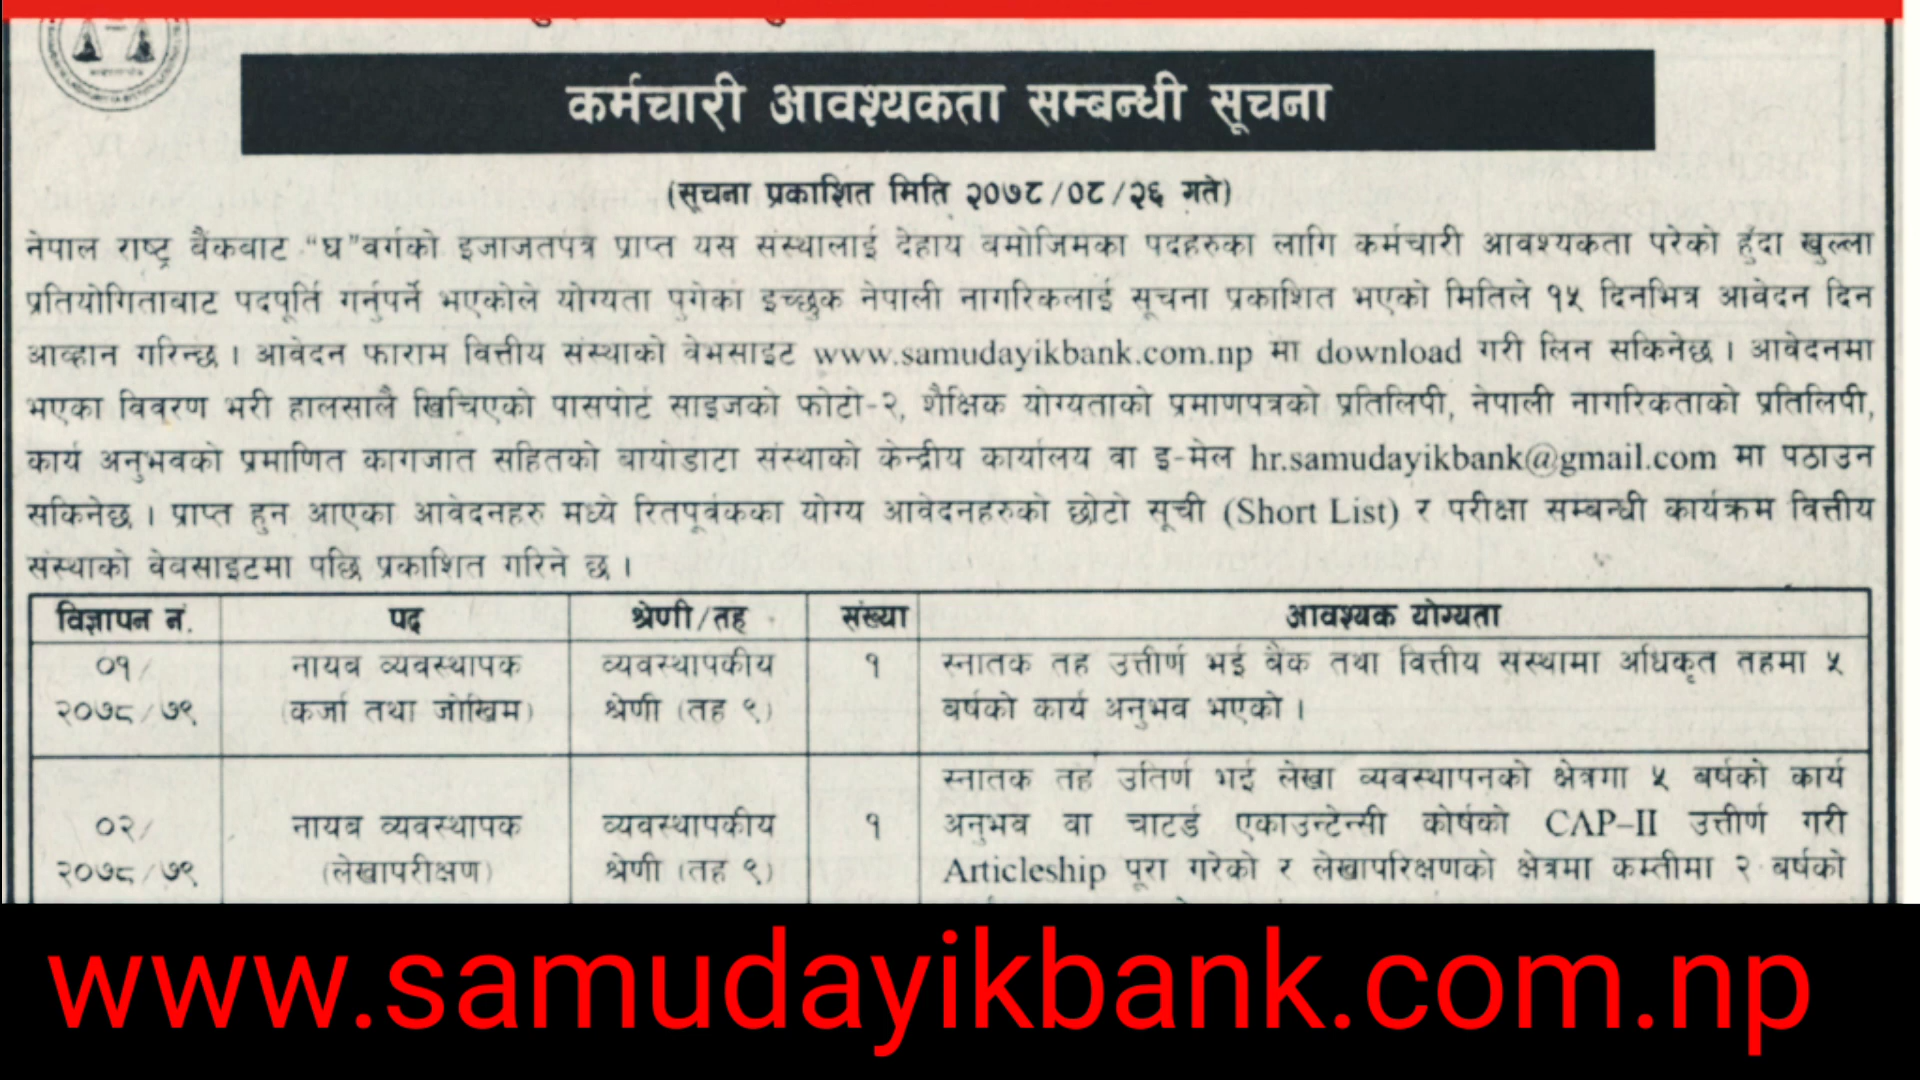 कर्मचारी आवश्यकता सम्बन्धी सूचना
(सूचना प्रकाशित मिति २०७८/०८/२६ गते)
नेपाल राष्ट्र बैंकबाट "घ" बर्गको इजाजतपत्र प्राप्त यस संस्थालाई देहाय बमोजिमका पदहरुका लागि कर्मचारी आवश्यकता परेको हुँदा खुल्ला
प्रतियोगिताबाट पदपूर्ति गर्नुपर्ने भएकोले योग्यता पुगेका इच्छुक नेपाली नागरिकलाई सूचना प्रकाशित भएको मितिले १५ दिनभित्र आवेदन दिन
आव्हान गरिन्छ । आवेदन फाराम वित्तीय संस्थाको वेभसाइट www.samudayikbank.com.np मा download गरी लिन सकिनेछ । आवेदनमा
भएका विवरण भरी हालसालै खिचिएको पासपोर्ट साइजको फोटो-२, शैक्षिक योग्यताको प्रमाणपत्रको प्रतिलिपी, नेपाली नागरिकताको प्रतिलिपी,
कार्य अनुभवको प्रमाणित कागजात सहितको बायोडाटा संस्थाको केन्द्रीय कार्यालय वा इ-मेल hr.samudayikbank@gmail.com मा पठाउन
सकिनेछ । प्राप्त हुन आएका आवेदनहरु मध्ये रितपूर्वकका योग्य आवेदनहरुको छोटो सूची (Short List) र परीक्षा सम्बन्धी कार्यक्रम वित्तीय
संस्थाको वेवसाइटमा पछि प्रकाशित गरिने छ ।
विज्ञापन नं. पद श्रेणी/तह संख्या आवश्यक योग्यता
०१/ नायब व्यवस्थापक व्यवस्थापकीय १ स्नातक तह उत्तीर्ण भई बैंक तथा वित्तीय संस्थामा अधिकृत तहमा ५
२०७८/७९ (कर्जा तथा जोखिम) श्रेणी (तह ९) बर्षको कार्य अनुभव भएको ।
स्नातक तह उतिर्ण भई लेखा व्यवस्थापनको क्षेत्रगा ५ बर्षको कार्य
०२/ नायब व्यवस्थापक व्यवस्थापकीय १ अनुभव वा चाटर्ड एकाउन्टेन्सी कोर्षको CAP-II उत्तीर्ण गरी
२०७८/७९ (लेखापरीक्षण) श्रेणी (तह ९) Articleship पूरा गरेको र लेखापरिक्षणको क्षेत्रमा कम्तीमा २ बर्षको
www.samudayikbank.com.np